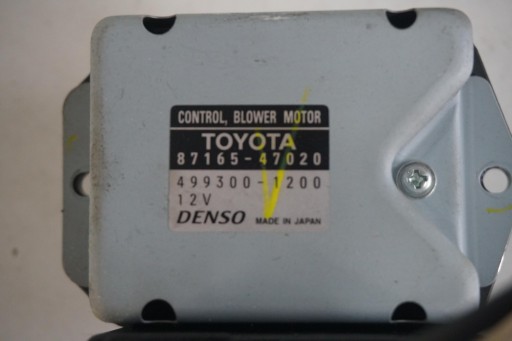 CONTROL, BLOWER MOTOR
TOYOTA
87165-47020
499300-1200
12V
DENSO MADE IN JAPAN